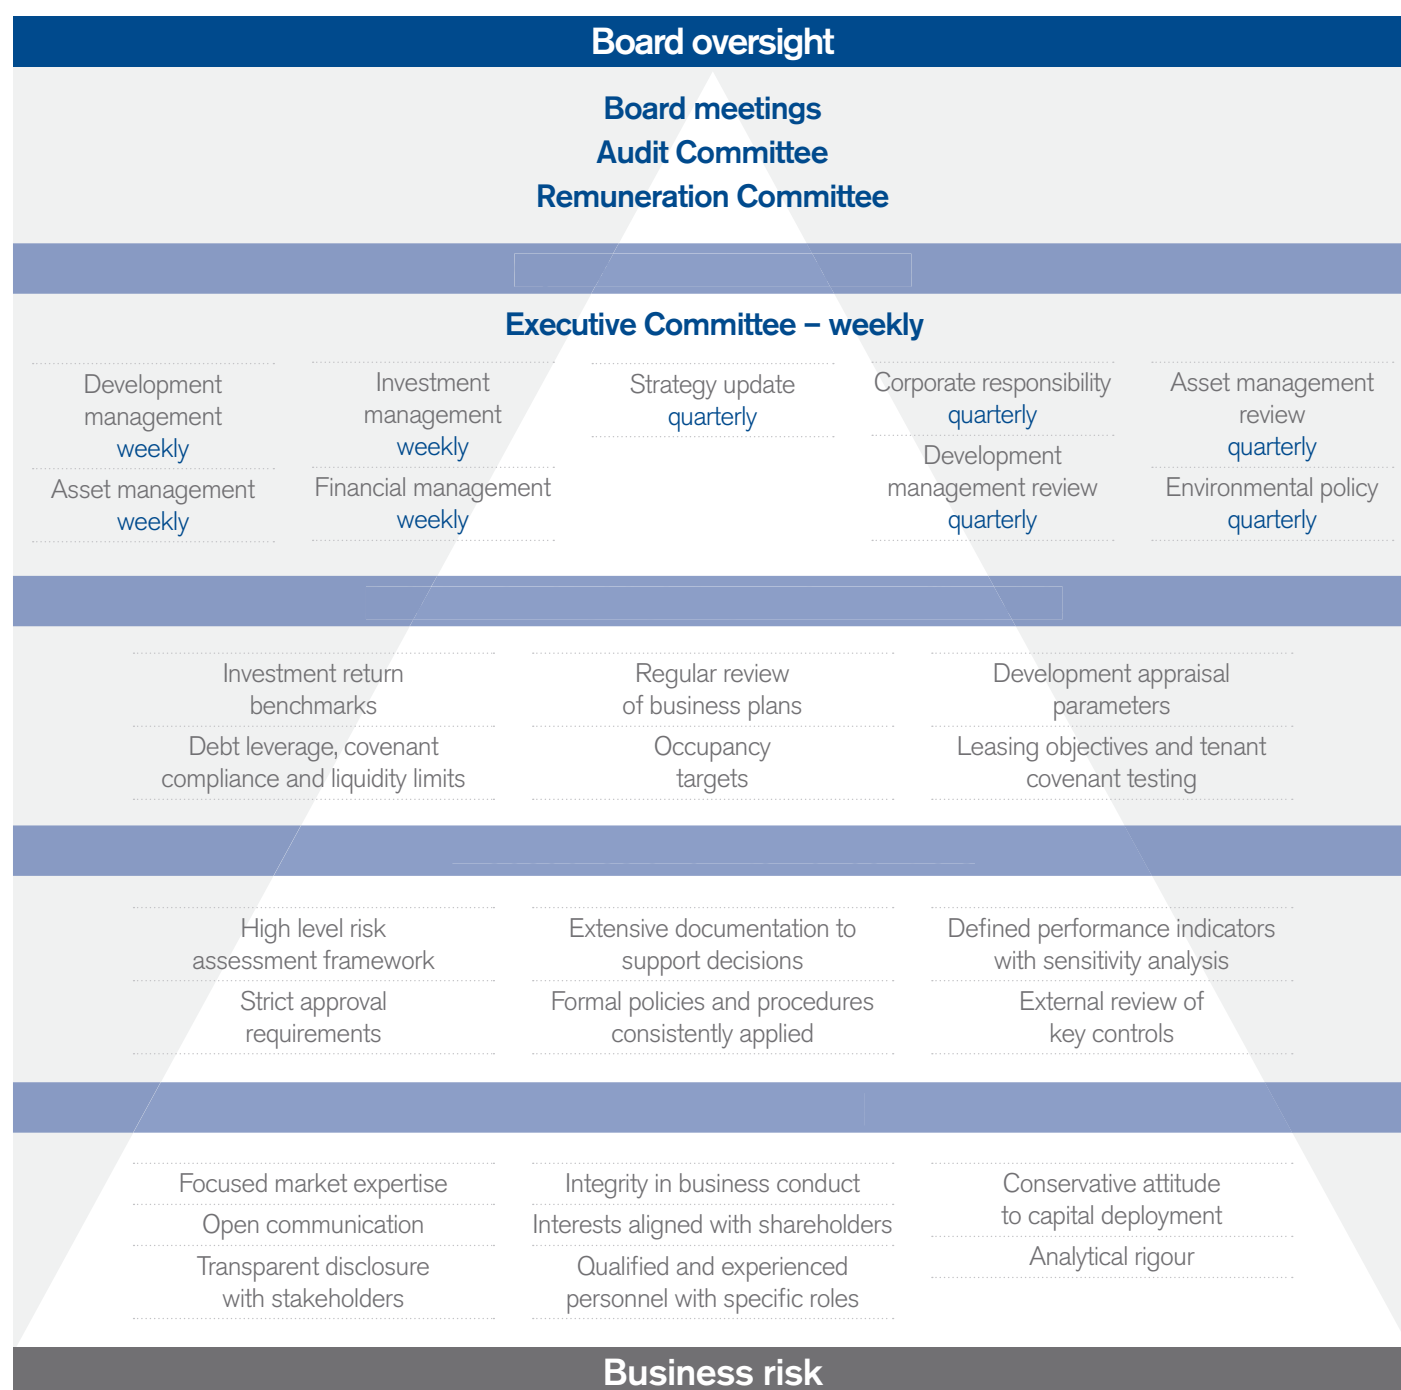 Board oversight
Board meetings
Audit Committee
Remuneration Committee
Executive Committee – weekly
Development
management
weekly
Asset management
weekly
Investment
management
weekly
Financial management
weekly
Strategy update
quarterly
Corporate responsibility
quarterly
Development
management review
quarterly
Asset management
review
quarterly
Environmental policy
quarterly
Investment return
benchmarks
Debt leverage, covenant
compliance and liquidity limits
Regular review
of business plans
Occupancy
targets
Development appraisal
parameters
Leasing objectives and tenant
covenant testing
High level risk
assessment framework
Strict approval
requirements
Extensive documentation to
support decisions
Formal policies and procedures
consistently applied
Defined performance indicators
with sensitivity analysis
External review of
key controls
Focused market expertise
Open communication
Transparent disclosure
with stakeholders
Integrity in business conduct
Interests aligned with shareholders
Qualified and experienced
personnel with specific roles
Conservative attitude
to capital deployment
Analytical rigour
Business risk